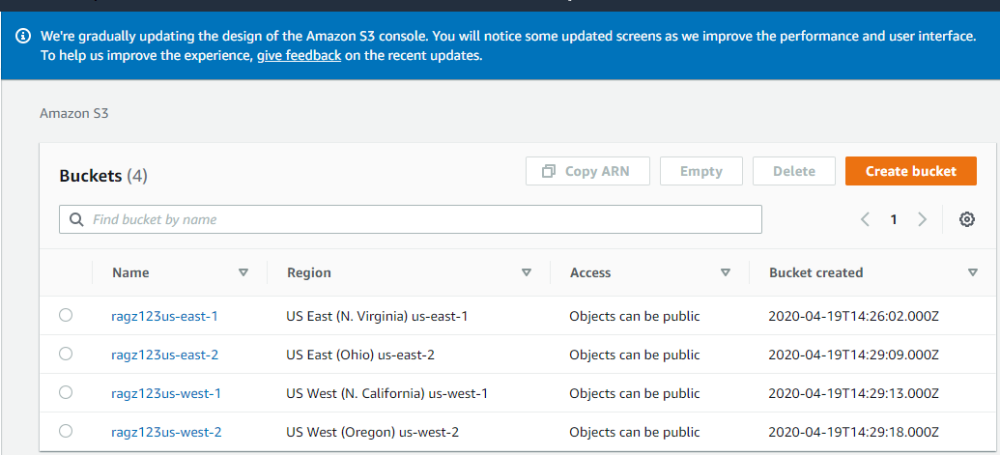 We're gradually updating the design of the Amazon S3 console. You will notice some updated screens as we improve the performance and user interface.
To help us improve the experience, give feedback on the recent updates.
Amazon S3
Buckets (4)
Copy ARN
Empty
Delete
Create bucket
Find bucket by name
1
Name Region Access Bucket created
ragz123us-east-1 US East (N. Virginia) us-east-1 Objects can be public 2020-04-19T14:26:02.000Z
ragz123us-east-2 US East (Ohio) us-east-2 Objects can be public 2020-04-19T14:29:09.000Z
ragz123us-west-1 US West (N. California) us-west-1 Objects can be public 2020-04-19T14:29:13.000Z
ragz123us-west-2 US West (Oregon) us-west-2 Objects can be public 2020-04-19T14:29:18.000Z